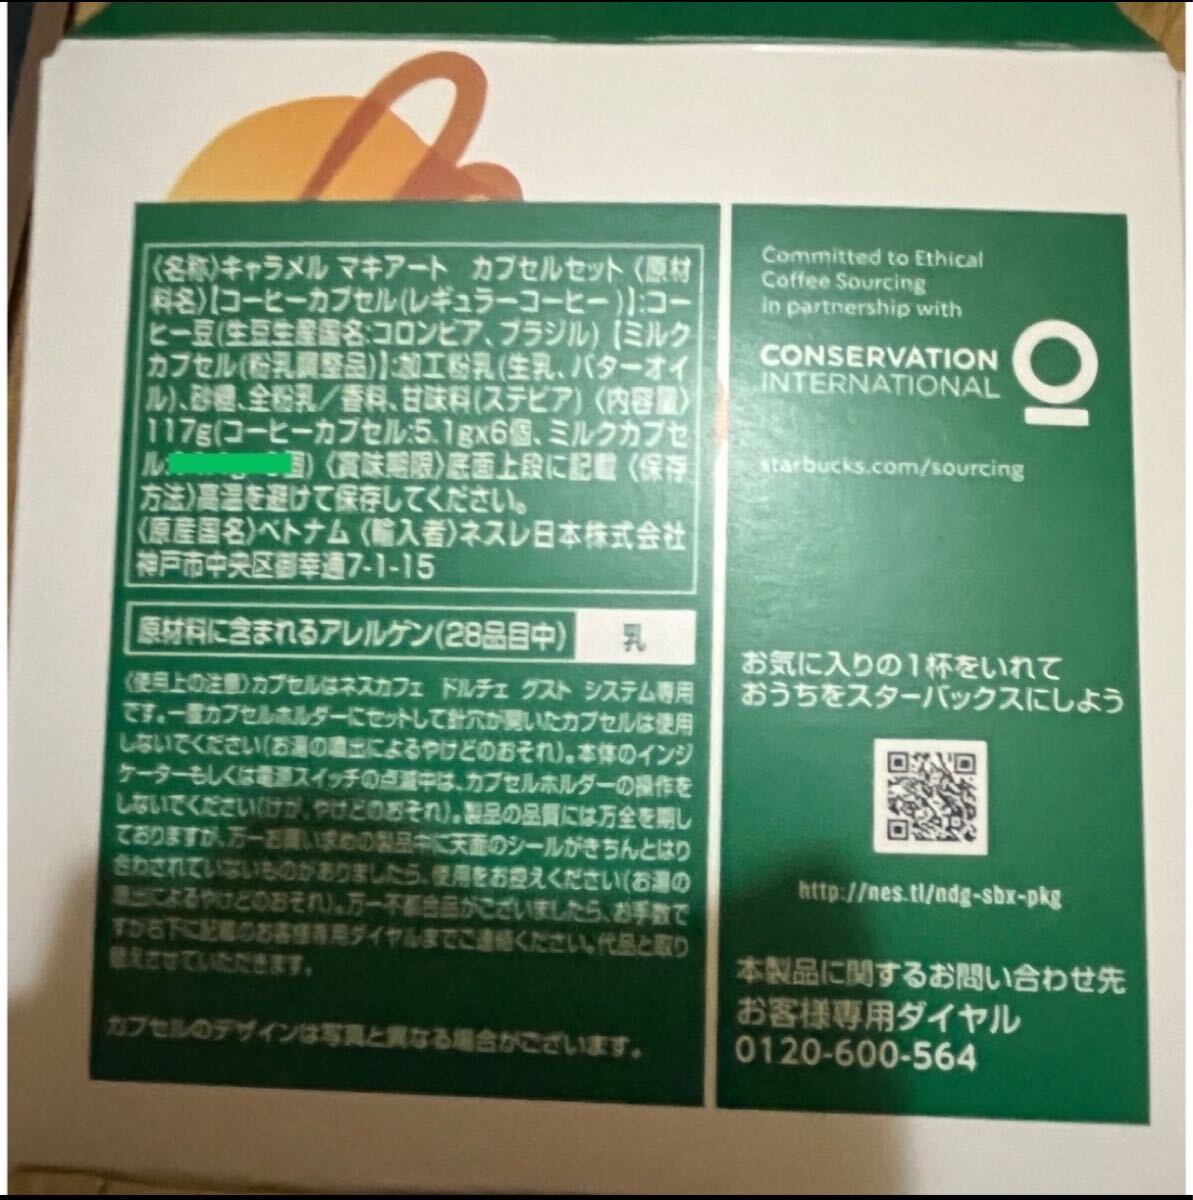 〈名称〉キャラメル マキアート カプセルセット〈原材
料名〉【コーヒーカプセル(レギュラーコーヒー)】:コー
ヒー豆(生豆生産国名:コロンビア、ブラジル)【ミルク
カプセル(粉乳調整品)】:加工粉乳(生乳、バターオイ
ル)、砂糖、全粉乳／香料、甘味料(ステビア)〈内容量〉
117g(コーヒーカプセル:5.1gx6個、ミルクカプセ
ル:個)〈賞味期限〉底面上段に記載〈保存
方法〉高温を避けて保存してください。
〈原産国名〉ベトナム〈輸入者〉ネスレ日本株式会社
神戸市中央区御幸通7-1-15
原材料に含まれるアレルゲン(28品目中) 乳
〈使用上の注意〉カプセルはネスカフェ ドルチェ グスト システム専用
です。一度カプセルホルダーにセットして針穴が開いたカプセルは使用
しないでください(お湯の噴出によるやけどのおそれ)。本体のインジ
ケーターもしくは電源スイッチの点滅中は、カプセルホルダーの操作を
しないでください(けが、やけどのおそれ)。製品の品質には万全を期し
ておりますが、万一お買い求めの製品中に天面のシールがきちんとはり
合わされていないものがありましたら、使用をお控えください(お湯の
噴出によるやけどのおそれ)。万一不都合品がございましたら、お手数で
すが右下に記載のお客様専用ダイヤルまでご連絡ください。代品と取り
替えさせていただきます。
カプセルのデザインは写真と異なる場合がございます。
Committed to Ethical
Coffee Sourcing
in partnership with
CONSERVATION
INTERNATIONAL
starbucks.com/sourcing
お気に入りの1杯をいれて
おうちをスターバックスにしよう
http://nes.tl/ndg-sbx-pkg
本製品に関するお問い合わせ先
お客様専用ダイヤル
0120-600-564